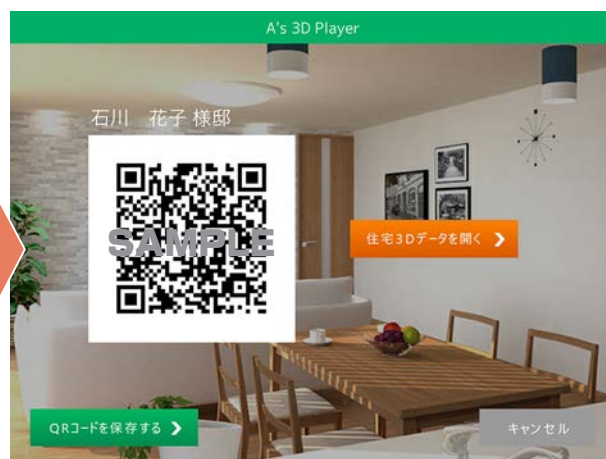 A's 3D Player
石川　花子 様邸
SAMPLE
住宅3Dデータを開く ❯
QRコードを保存する ❯
キャンセル